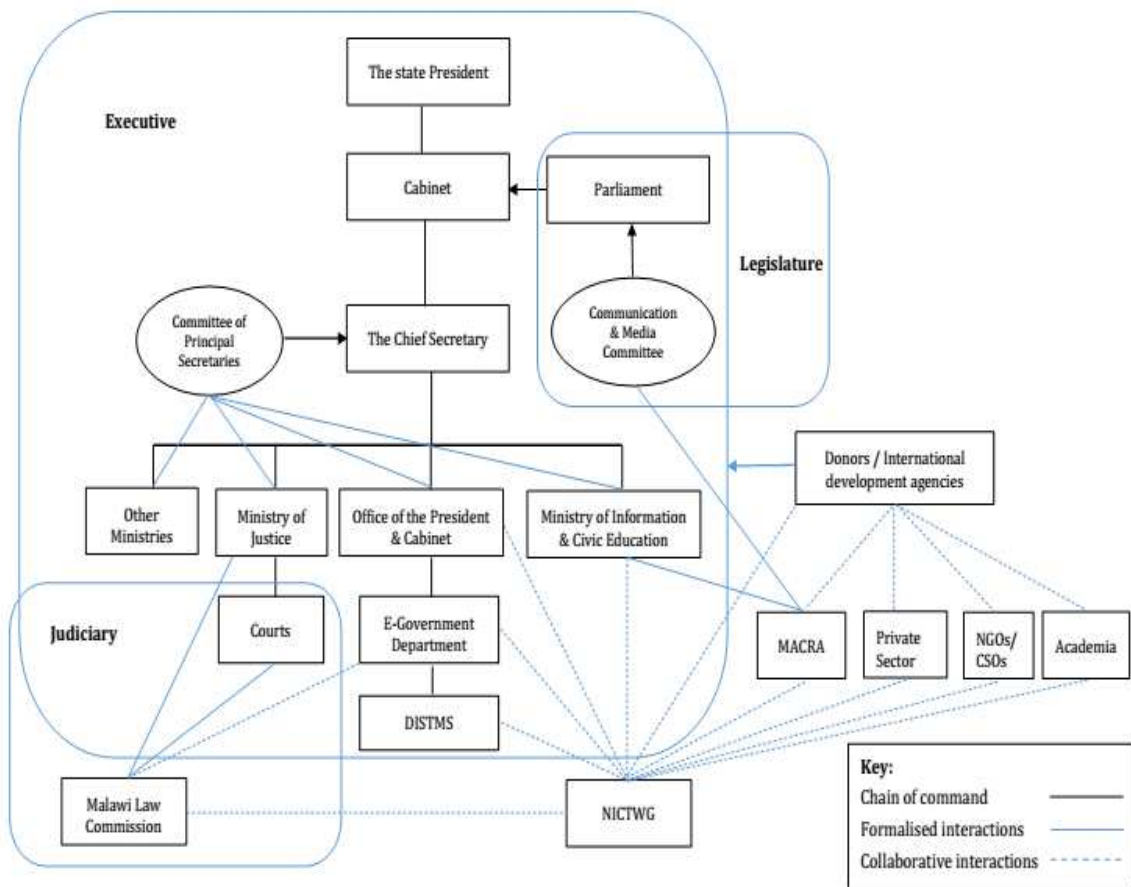 The state President
Executive
Cabinet
Parliament
Legislature
Committee of
Principal
Secretaries
The Chief Secretary
Communication
& Media
Committee
Donors / International
development agencies
Other
Ministries
Ministry of
Justice
Office of the President
& Cabinet
Ministry of Information
& Civic Education
Judiciary
Courts
E-Government
Department
MACRA
Private
Sector
NGOs/
CSOs
Academia
DISTMS
Malawi Law
Commission
NICTWG
Key:
Chain of command
Formalised interactions
Collaborative interactions